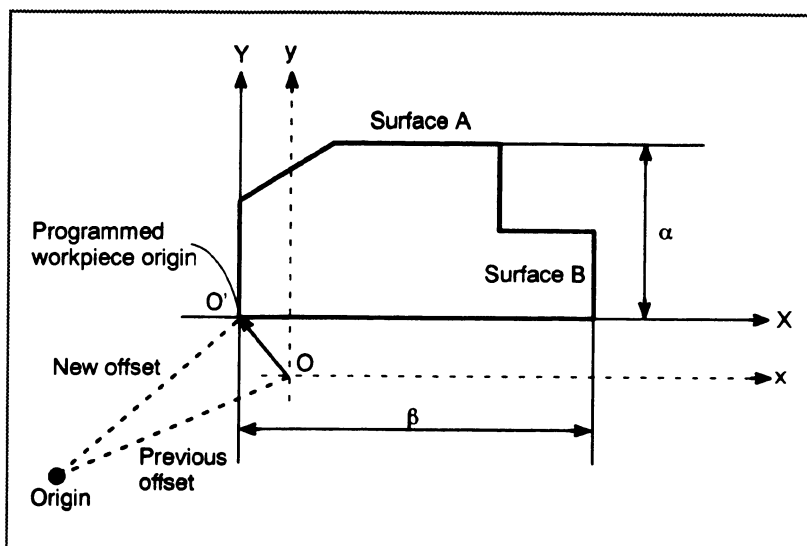 Y
y
Surface A
Programmed
workpiece origin
α
Surface B
O'
X
New offset
O
x
β
Previous
offset
Origin